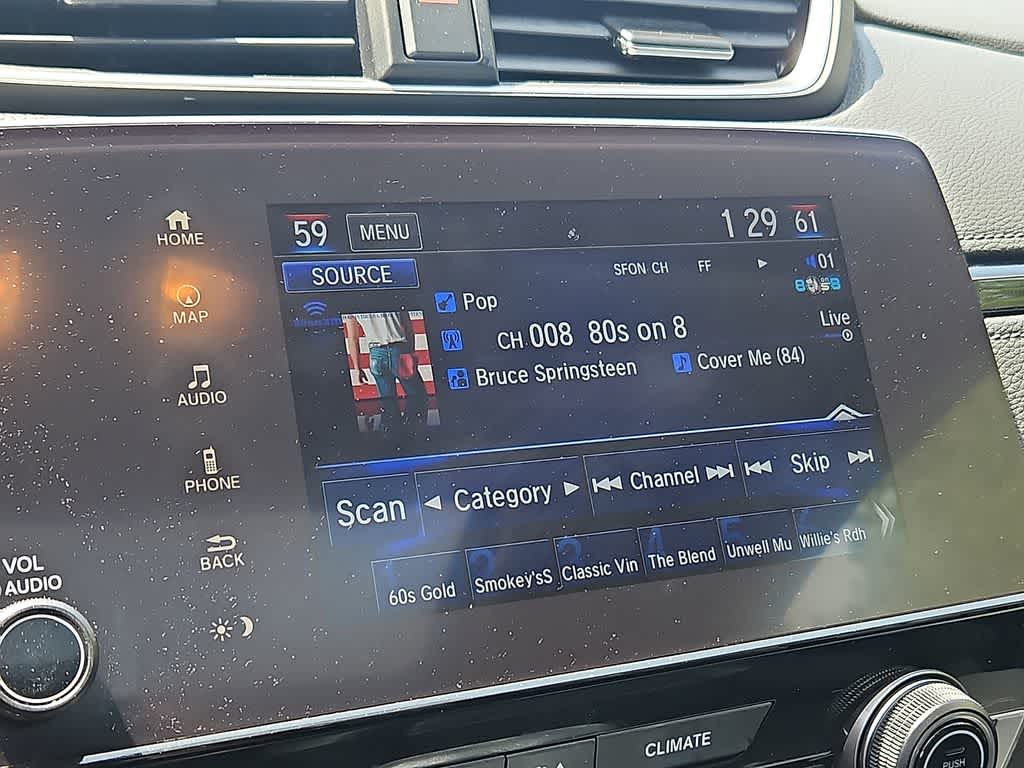 59 MENU 1 29 61
HOME
SOURCE SFON CH FF 01
MAP
Pop
CH 008 80s on 8 Live
Bruce Springsteen Cover Me (84)
AUDIO
PHONE
Scan Category Channel Skip
BACK
60s Gold Smokey'sS Classic Vin The Blend Unwell Mu Willie's Rdh
VOL
AUDIO
CLIMATE
PUSH